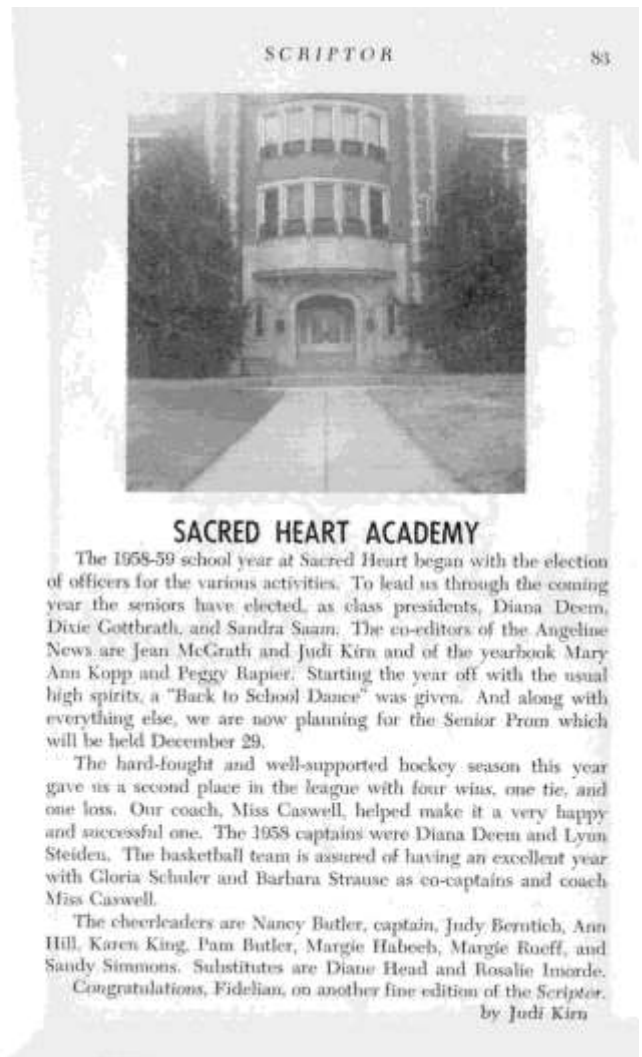 SCRIPTOR 83
SACRED HEART ACADEMY
The 1958-59 school year at Sacred Heart began with the election
of officers for the various activities. To lead us through the coming
year the seniors have elected, as class presidents, Diana Deem,
Dixie Gottbrath, and Sandra Saam. The co-editors of the Angeline
News are Jean McGrath and Judi Kirn and of the yearbook Mary
Ann Kopp and Peggy Rapier. Starting the year off with the usual
high spirits, a "Back to School Dance" was given. And along with
everything else, we are now planning for the Senior Prom which
will be held December 29.
The hard-fought and well-supported hockey season this year
gave us a second place in the league with four wins, one tie, and
one loss. Our coach, Miss Caswell, helped make it a very happy
and successful one. The 1958 captains were Diana Deem and Lynn
Steiden. The basketball team is assured of having an excellent year
with Gloria Schuler and Barbara Strause as co-captains and coach
Miss Caswell.
The cheerleaders are Nancy Butler, captain, Judy Berntich, Ann
Hill, Karen King, Pam Butler, Margie Habeeb, Margie Rueff, and
Sandy Simmons. Substitutes are Diane Head and Rosalie Imorde.
Congratulations, Fidelian, on another fine edition of the Scriptor.
by Judi Kirn